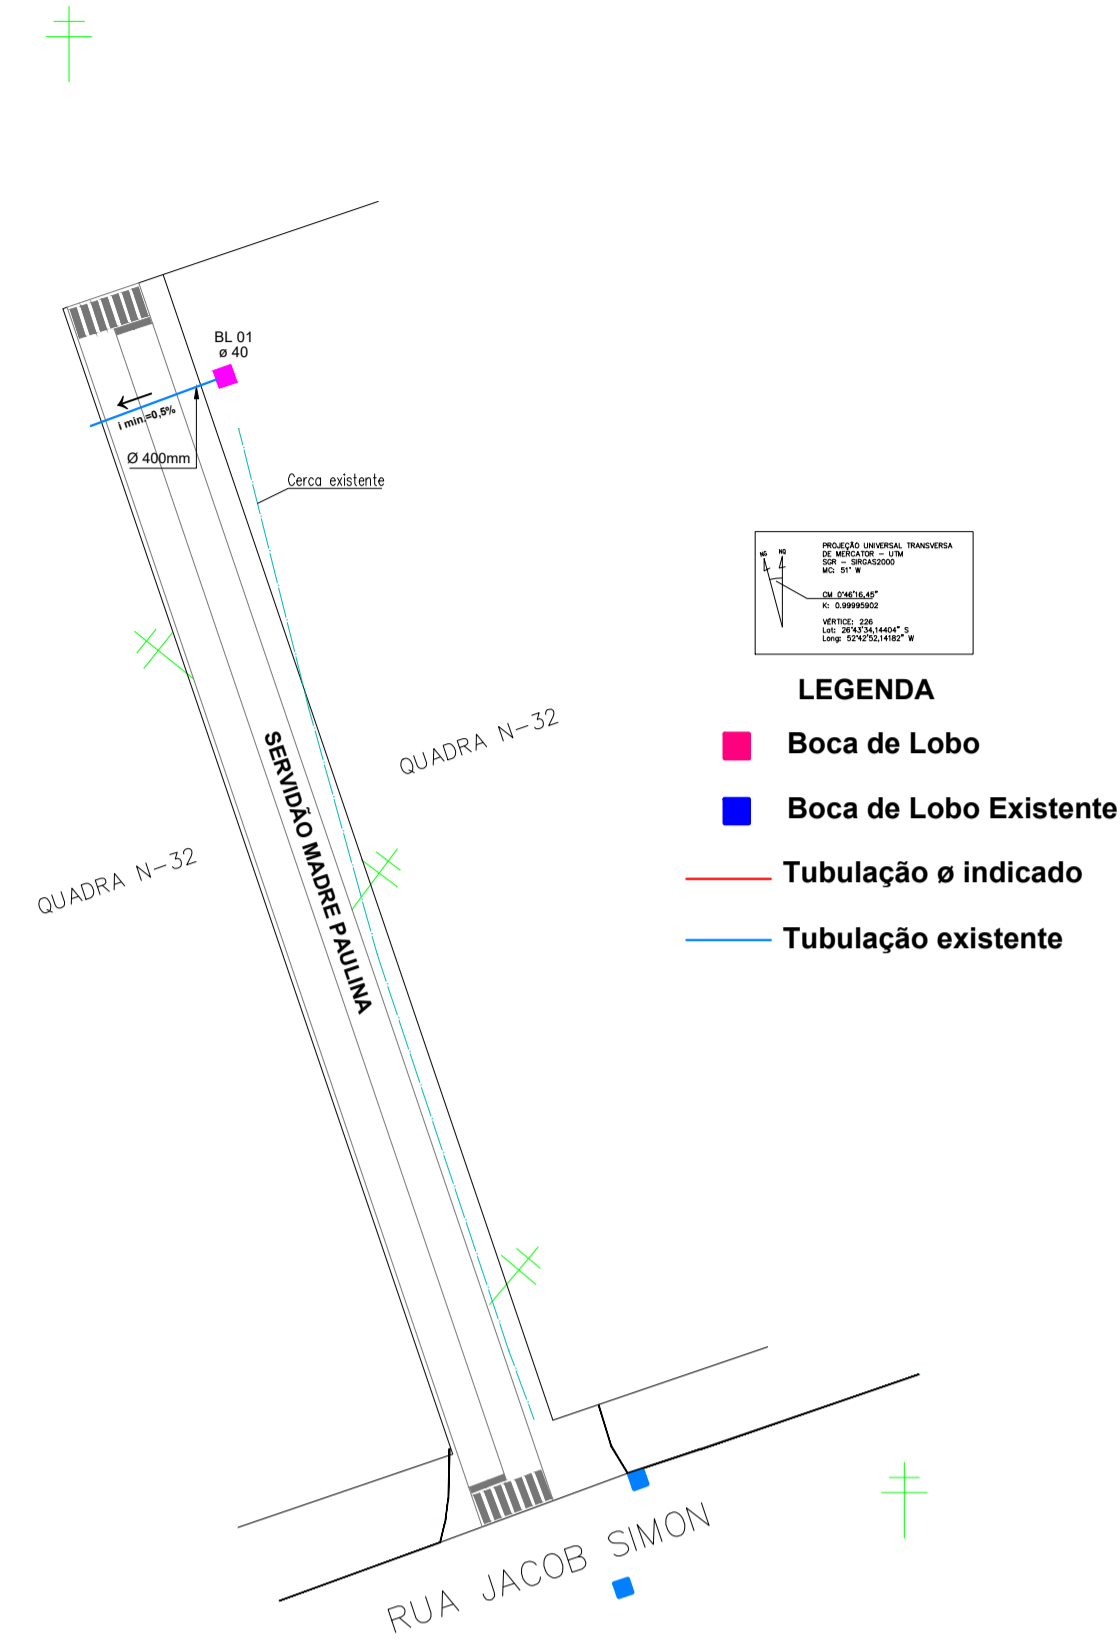 BL 01
ø 40
i min.=0,5%
Ø 400mm
Cerca existente
NG
NQ
PROJEÇÃO UNIVERSAL TRANSVERSA
DE MERCATOR - UTM
SGR - SIRGAS2000
MC: 51° W
CM 0°46'16,45"
K: 0.99995902
VÉRTICE: 226
Lat: 26°43'34,14404" S
Long: 52°42'52,14182" W
LEGENDA
Boca de Lobo
Boca de Lobo Existente
Tubulação ø indicado
Tubulação existente
QUADRA N-32
SERVIDÃO MADRE PAULINA
QUADRA N-32
RUA JACOB SIMON